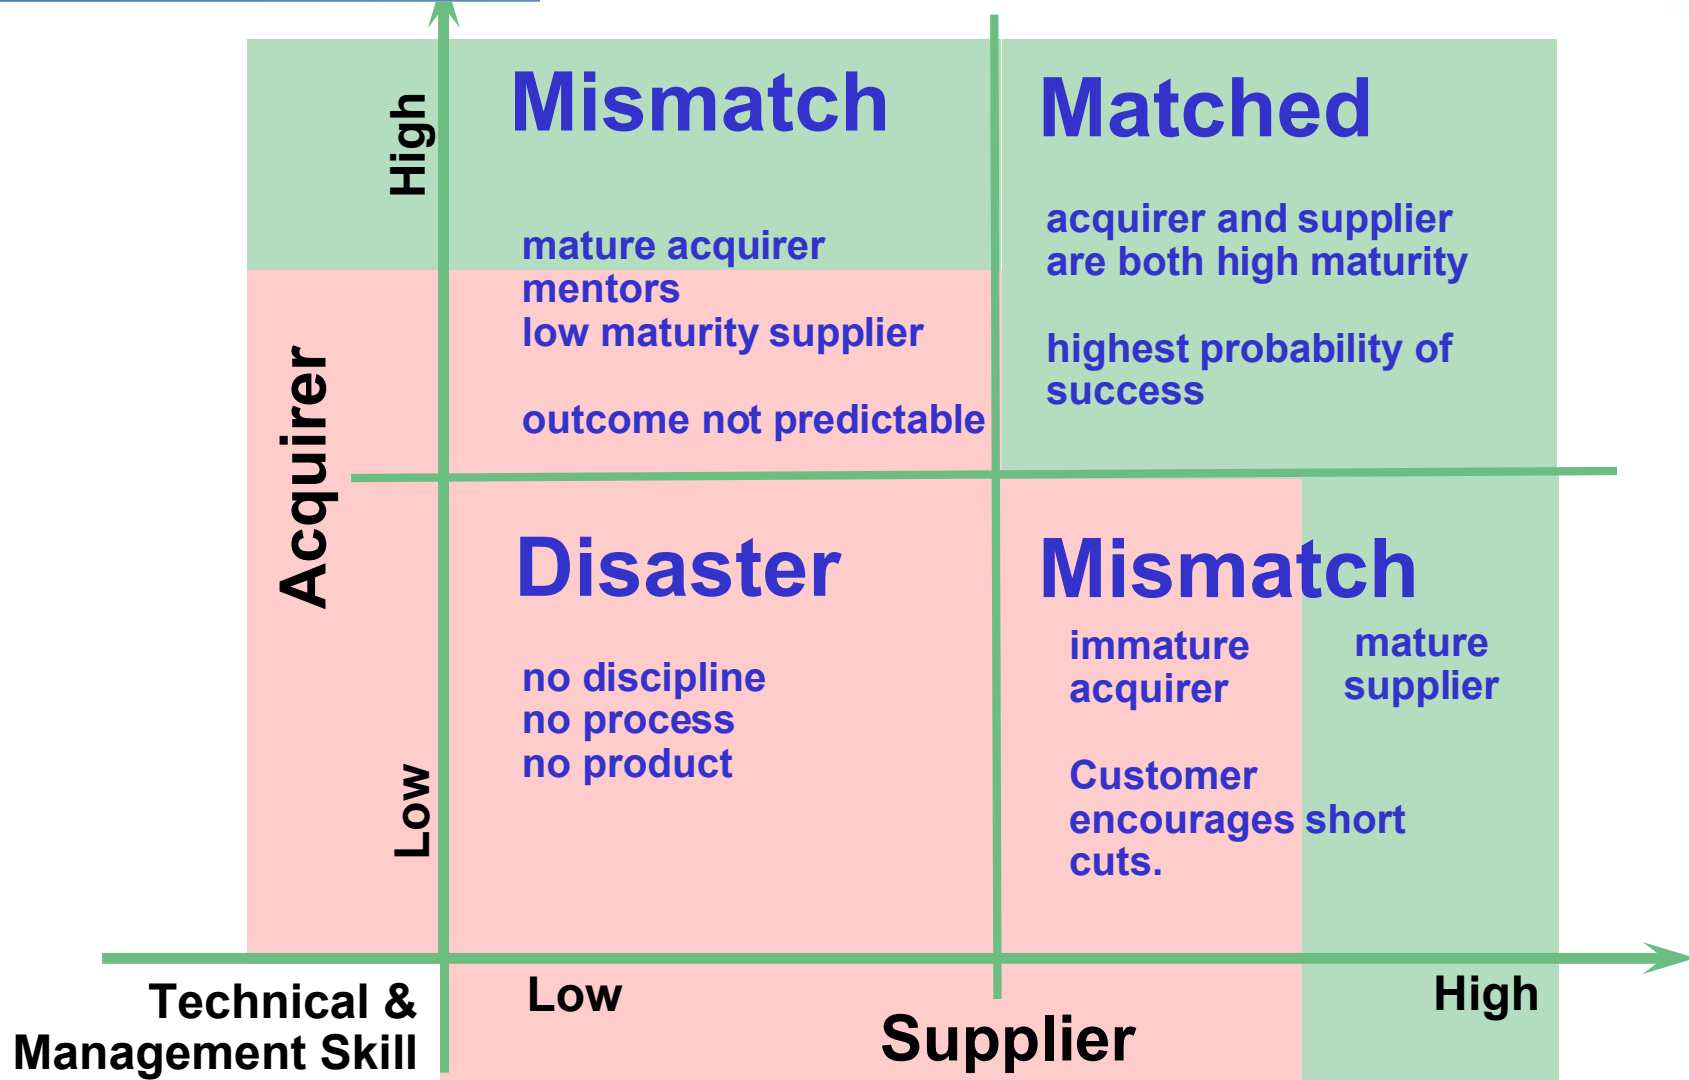 High
Mismatch
mature acquirer
mentors
low maturity supplier
outcome not predictable
Matched
acquirer and supplier
are both high maturity
highest probability of
success
Acquirer
Low
Disaster
no discipline
no process
no product
Mismatch
immature
acquirer
mature
supplier
Customer
encourages short
cuts.
Technical &
Management Skill
Low
Supplier
High